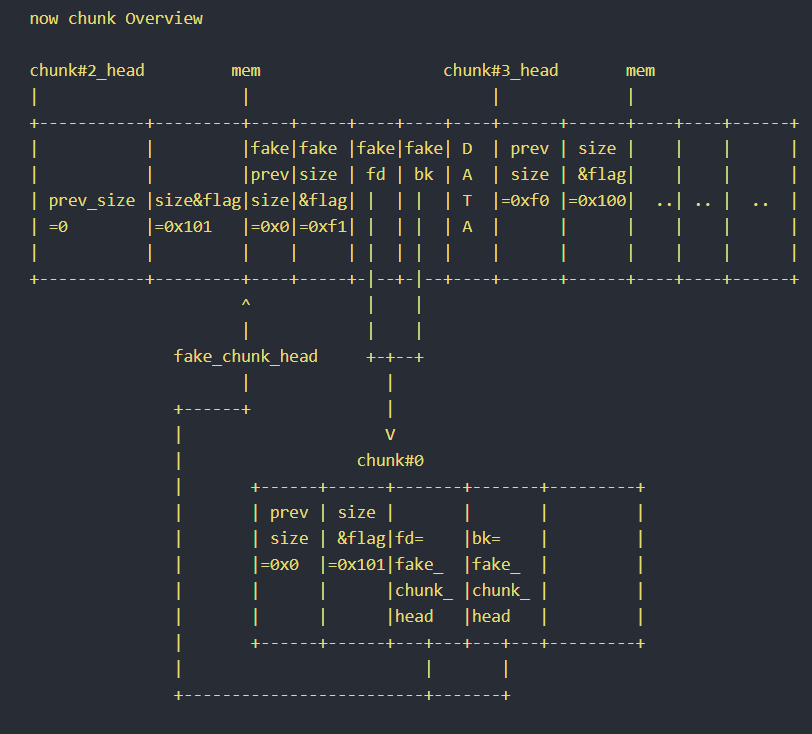 now chunk Overview
chunk#2_head mem chunk#3_head mem
|fake|fake |fake|fake| D | prev | size |
|prev|size | fd | bk | A | size | &flag|
| prev_size |size&flag|size|&flag| | | | | T |=0xf0 |=0x100| ..| .. | .. |
| =0 |=0x101 |=0x0|=0xf1| | | | | A |
^
fake_chunk_head
V
chunk#0
| prev | size |
| size | &flag|fd= |bk= |
|=0x0 |=0x101|fake_ |fake_ |
|chunk_ |chunk_ |
|head |head |